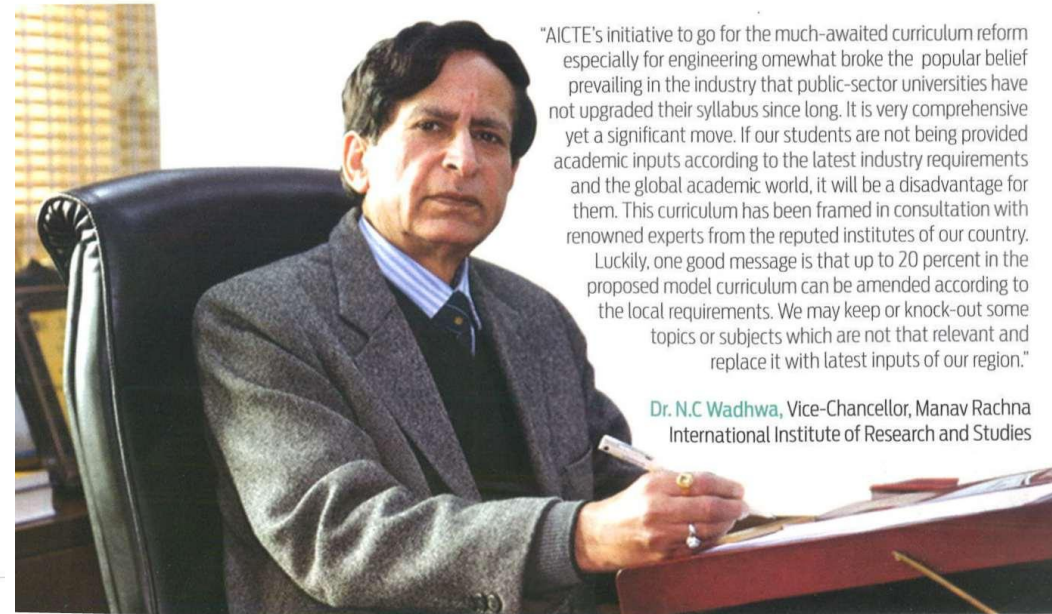 "AICTE's initiative to go for the much-awaited curriculum reform
especially for engineering omewhat broke the popular belief
prevailing in the industry that public-sector universities have
not upgraded their syllabus since long. It is very comprehensive
yet a significant move. If our students are not being provided
academic inputs according to the latest industry requirements
and the global academic world, it will be a disadvantage for
them. This curriculum has been framed in consultation with
renowned experts from the reputed institutes of our country.
Luckily, one good message is that up to 20 percent in the
proposed model curriculum can be amended according to
the local requirements. We may keep or knock-out some
topics or subjects which are not that relevant and
replace it with latest inputs of our region."
Dr. N.C Wadhwa, Vice-Chancellor, Manav Rachna
International Institute of Research and Studies